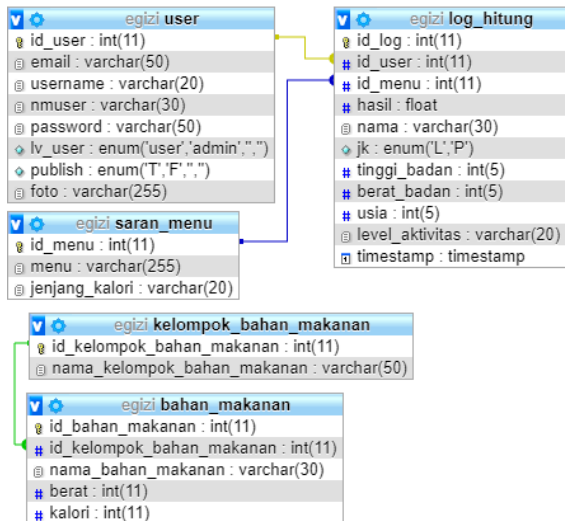 egizi user
id_user : int(11)
email : varchar(50)
username : varchar(20)
nmuser : varchar(30)
password : varchar(50)
lv_user : enum('user','admin','','')
publish : enum('T','F','','')
foto : varchar(255)
egizi log_hitung
id_log : int(11)
id_user : int(11)
id_menu : int(11)
hasil : float
nama : varchar(30)
jk : enum('L','P')
tinggi_badan : int(5)
berat_badan : int(5)
usia : int(5)
level_aktivitas : varchar(20)
timestamp : timestamp
egizi saran_menu
id_menu : int(11)
menu : varchar(255)
jenjang_kalori : varchar(20)
egizi kelompok_bahan_makanan
id_kelompok_bahan_makanan : int(11)
nama_kelompok_bahan_makanan : varchar(50)
egizi bahan_makanan
id_bahan_makanan : int(11)
id_kelompok_bahan_makanan : int(11)
nama_bahan_makanan : varchar(30)
berat : int(11)
kalori : int(11)